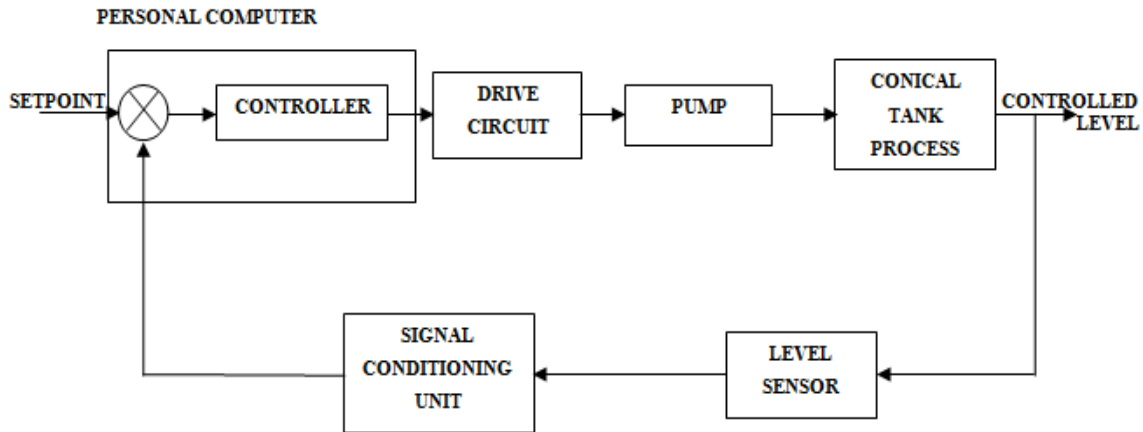 PERSONAL COMPUTER
SETPOINT
CONTROLLER
DRIVE
CIRCUIT
PUMP
CONICAL
TANK
PROCESS
CONTROLLED
LEVEL
SIGNAL
CONDITIONING
UNIT
LEVEL
SENSOR